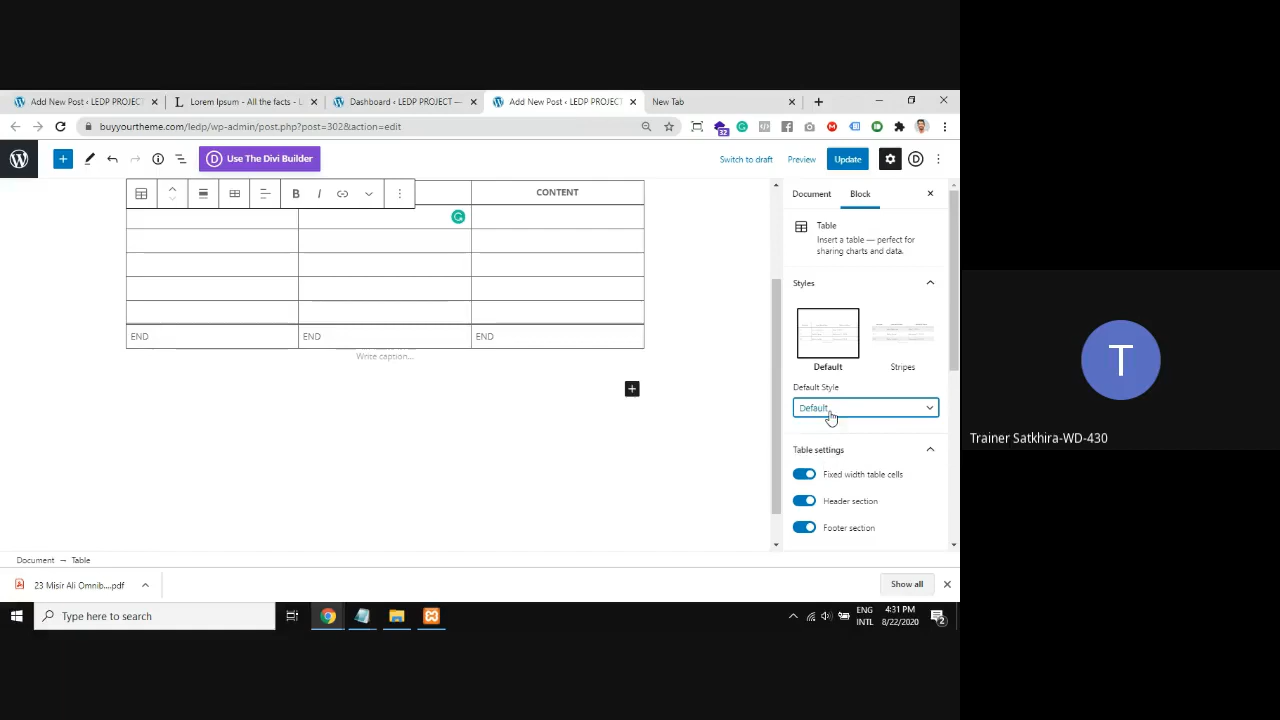 Add New Post ‹ LEDP PROJECT
Lorem Ipsum - All the facts - L
Dashboard ‹ LEDP PROJECT —
Add New Post ‹ LEDP PROJECT
New Tab
buyyourtheme.com/ledp/wp-admin/post.php?post=302&action=edit
32
Use The Divi Builder
Switch to draft
Preview
Update
CONTENT
END
END
END
Write caption...
Document
Block
Table
Insert a table — perfect for
sharing charts and data.
Styles
Default
Stripes
Default Style
Default
Table settings
Fixed width table cells
Header section
Footer section
Document → Table
23 Misir Ali Omnib....pdf
Show all
Type here to search
ENG
INTL
4:31 PM
8/22/2020
2
T
Trainer Satkhira-WD-430